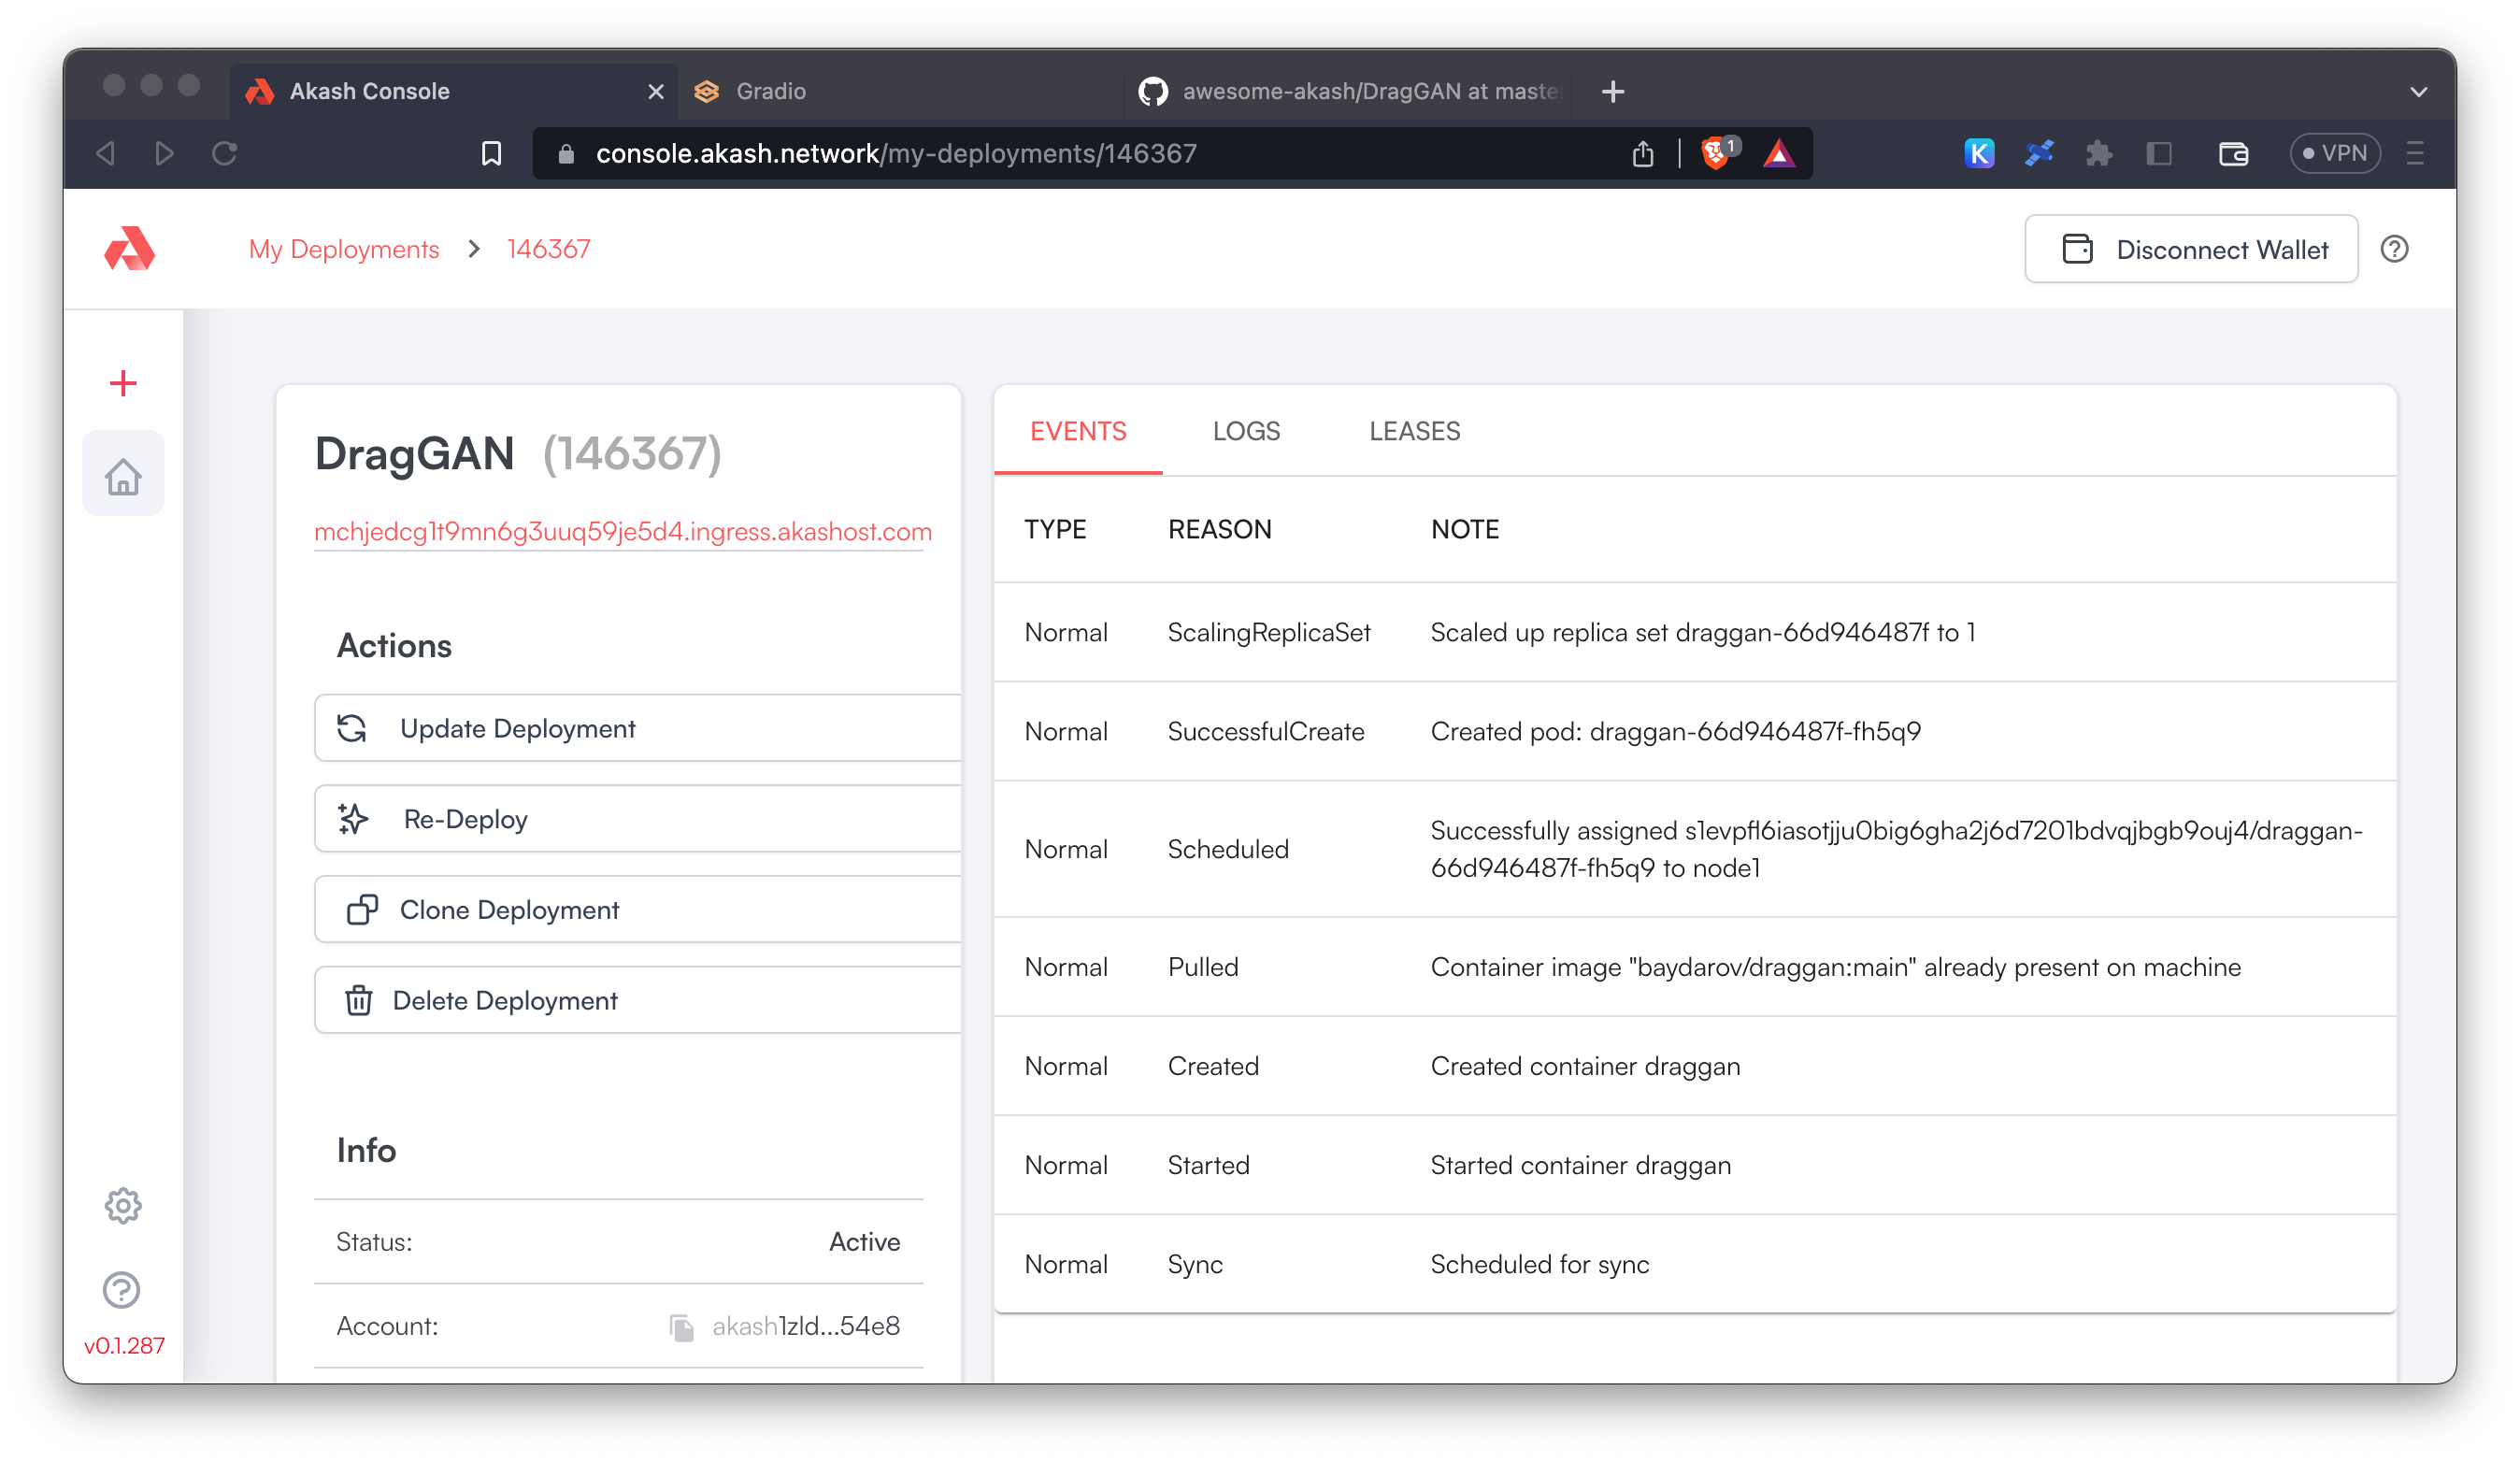 Akash Console
Gradio
awesome-akash/DragGAN at maste
console.akash.network/my-deployments/146367
1
K
VPN
My Deployments > 146367
Disconnect Wallet
DragGAN (146367)
mchjedcg1t9mn6g3uuq59je5d4.ingress.akashost.com
Actions
Update Deployment
Re-Deploy
Clone Deployment
Delete Deployment
Info
Status: Active
Account: akash1zld...54e8
v0.1.287
EVENTS LOGS LEASES
TYPE REASON NOTE
Normal ScalingReplicaSet Scaled up replica set draggan-66d946487f to 1
Normal SuccessfulCreate Created pod: draggan-66d946487f-fh5q9
Normal Scheduled Successfully assigned s1evpfl6iasotjju0big6gha2j6d7201bdvqjbgb9ouj4/draggan-
66d946487f-fh5q9 to node1
Normal Pulled Container image "baydarov/draggan:main" already present on machine
Normal Created Created container draggan
Normal Started Started container draggan
Normal Sync Scheduled for sync